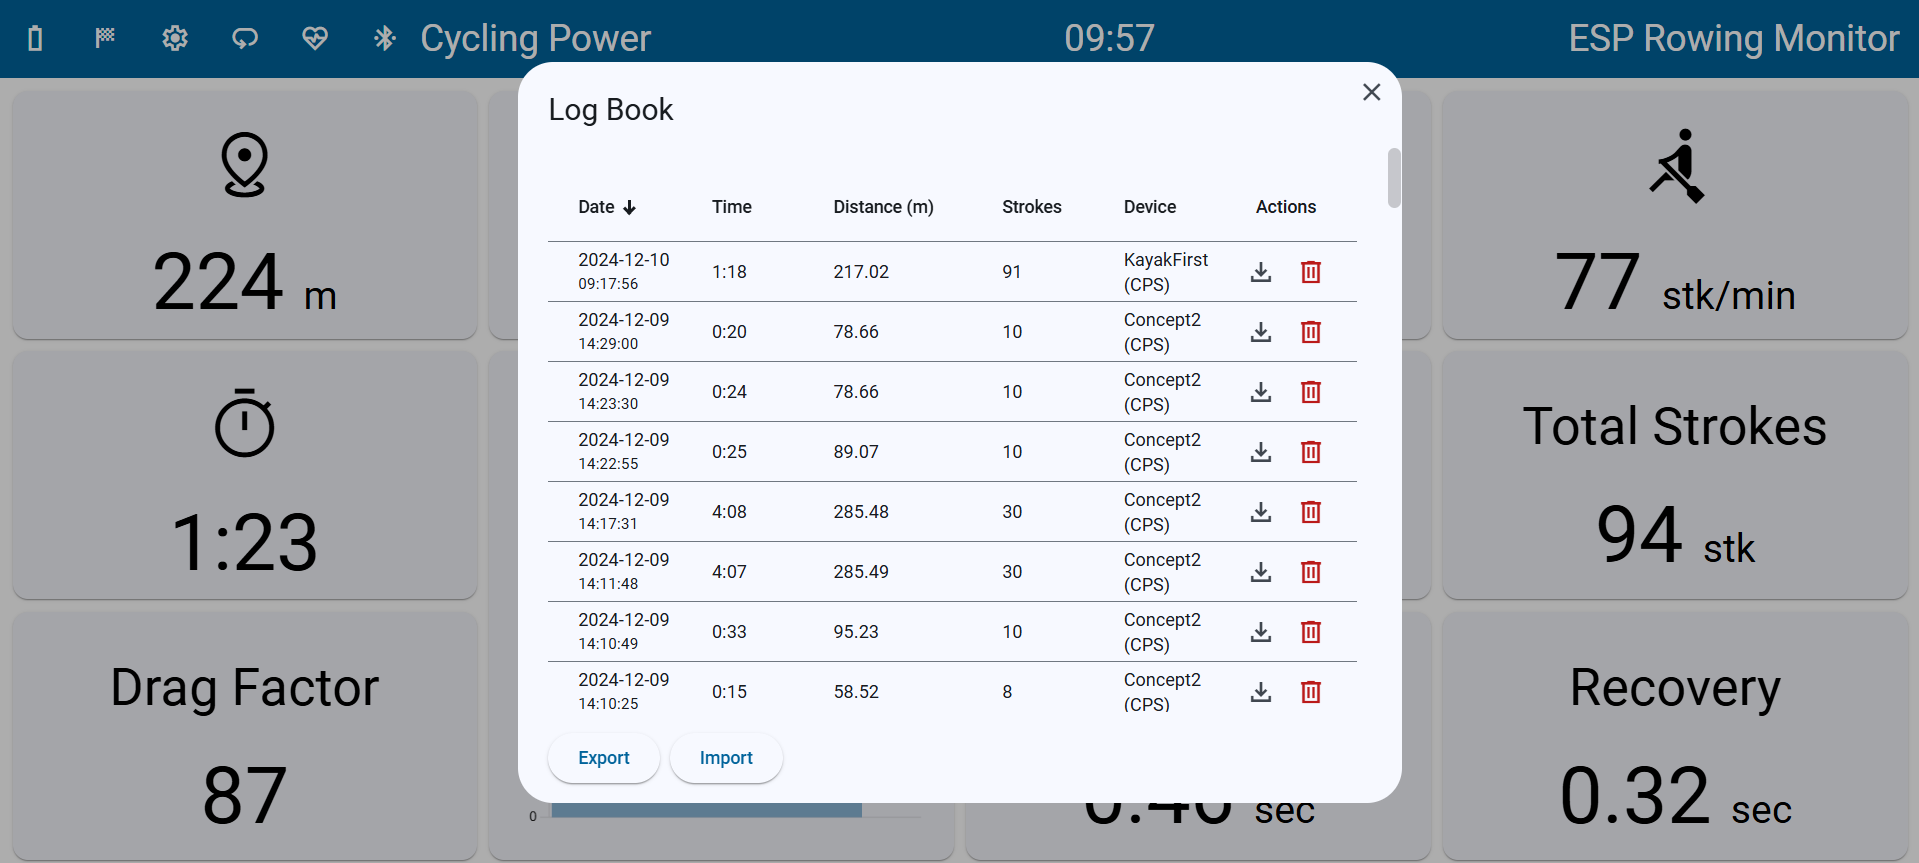 Cycling Power
09:57
ESP Rowing Monitor
224 m
1:23
Drag Factor
87
Log Book
Date Time Distance (m) Strokes Device Actions
2024-12-10
09:17:56
1:18 217.02 91
KayakFirst
(CPS)
2024-12-09
14:29:00
0:20 78.66 10
Concept2
(CPS)
2024-12-09
14:23:30
0:24 78.66 10
Concept2
(CPS)
2024-12-09
14:22:55
0:25 89.07 10
Concept2
(CPS)
2024-12-09
14:17:31
4:08 285.48 30
Concept2
(CPS)
2024-12-09
14:11:48
4:07 285.49 30
Concept2
(CPS)
2024-12-09
14:10:49
0:33 95.23 10
Concept2
(CPS)
2024-12-09
14:10:25
0:15 58.52 8
Concept2
(CPS)
Export Import
0
sec
77 stk/min
Total Strokes
94 stk
Recovery
0.32 sec